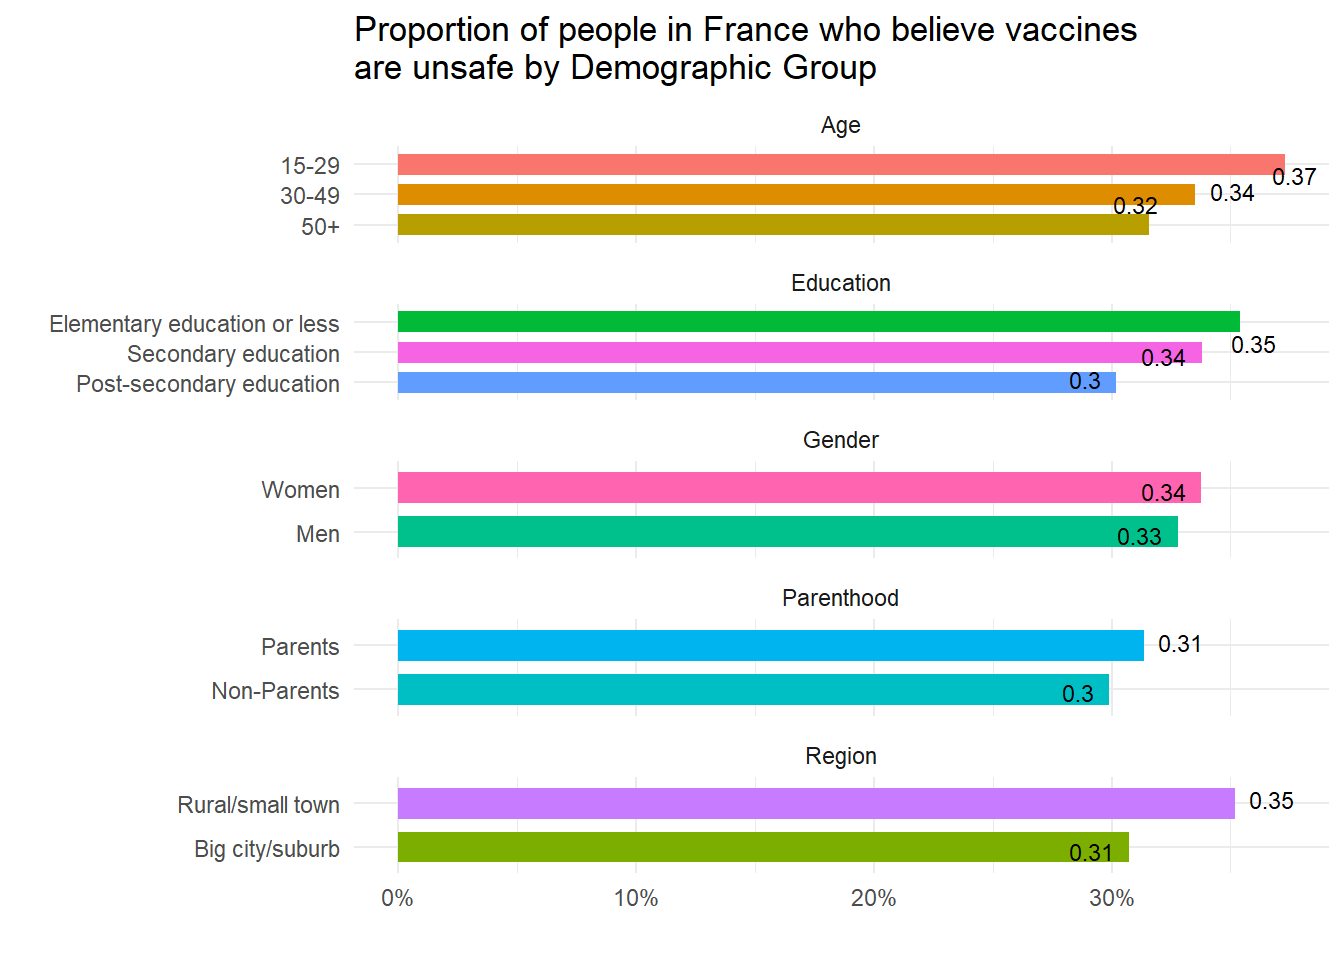 Proportion of people in France who believe vaccines
are unsafe by Demographic Group
Age
15-29
0.37
30-49
0.34
0.32
50+
Education
Elementary education or less
0.35
Secondary education
0.34
Post-secondary education
0.3
Gender
Women
0.34
Men
0.33
Parenthood
Parents
0.31
Non-Parents
0.3
Region
Rural/small town
0.35
Big city/suburb
0.31
0%
10%
20%
30%